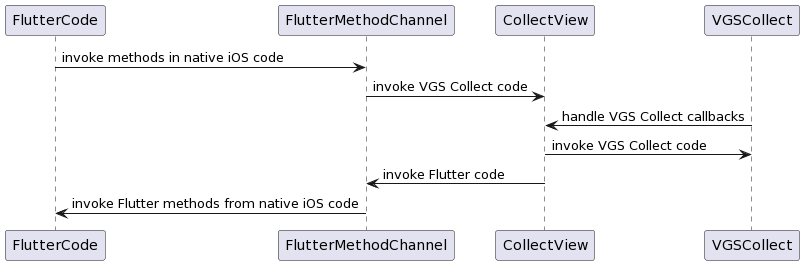 FlutterCode FlutterMethodChannel CollectView VGSCollect
invoke methods in native iOS code
invoke VGS Collect code
handle VGS Collect callbacks
invoke VGS Collect code
invoke Flutter code
invoke Flutter methods from native iOS code
FlutterCode FlutterMethodChannel CollectView VGSCollect